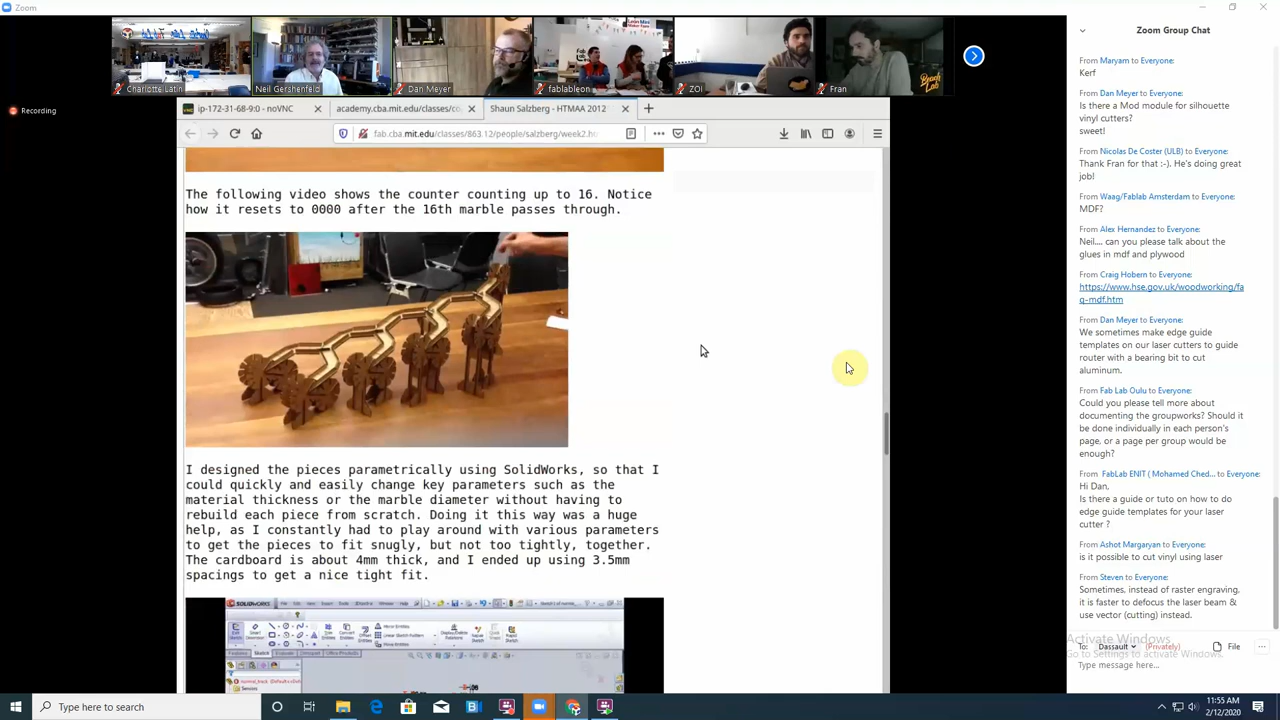 Zoom
Charlotte Latin
Neil Gershenfeld
Dan Meyer
fablableon
ZOI
Fran
Recording
ip-172-31-68-9:0 - noVNC
academy.cba.mit.edu/classes/co
Shaun Salzberg - HTMAA 2012
fab.cba.mit.edu/classes/863.12/people/salzberg/week2.h
The following video shows the counter counting up to 16. Notice
how it resets to 0000 after the 16th marble passes through.
I designed the pieces parametrically using SolidWorks, so that I
could quickly and easily change key parameters such as the
material thickness or the marble diameter without having to
rebuild each piece from scratch. Doing it this way was a huge
help, as I constantly had to play around with various parameters
to get the pieces to fit snugly, but not too tightly, together.
The cardboard is about 4mm thick, and I ended up using 3.5mm
spacings to get a nice tight fit.
SOLIDWORKS
Zoom Group Chat
From Maryam to Everyone:
Kerf
From Dan Meyer to Everyone:
Is there a Mod module for silhouette
vinyl cutters?
sweet!
From Nicolas De Coster (ULB) to Everyone:
Thank Fran for that :-). He's doing great
job!
From Waag/Fablab Amsterdam to Everyone:
MDF?
From Alex Hernandez to Everyone:
Neil.... can you please talk about the
glues in mdf and plywood
From Craig Hobern to Everyone:
https://www.hse.gov.uk/woodworking/fa
q-mdf.htm
From Dan Meyer to Everyone:
We sometimes make edge guide
templates on our laser cutters to guide
router with a bearing bit to cut
aluminum.
From Fab Lab Oulu to Everyone:
Could you please tell more about
documenting the groupworks? Should it
be done individually in each person's
page, or a page per group would be
enough?
From FabLab ENIT ( Mohamed Ched... to Everyone:
Hi Dan,
Is there a guide or tuto on how to do
edge guide templates for your laser
cutter ?
From Ashot Margaryan to Everyone:
is it possible to cut vinyl using laser
From Steven to Everyone:
Sometimes, instead of raster engraving,
it is faster to defocus the laser beam &
use vector (cutting) instead.
Activate Windows
Go to Settings to activate Windows.
To: Dassault (Privately) File
Type message here...
Type here to search
11:55 AM
2/12/2020